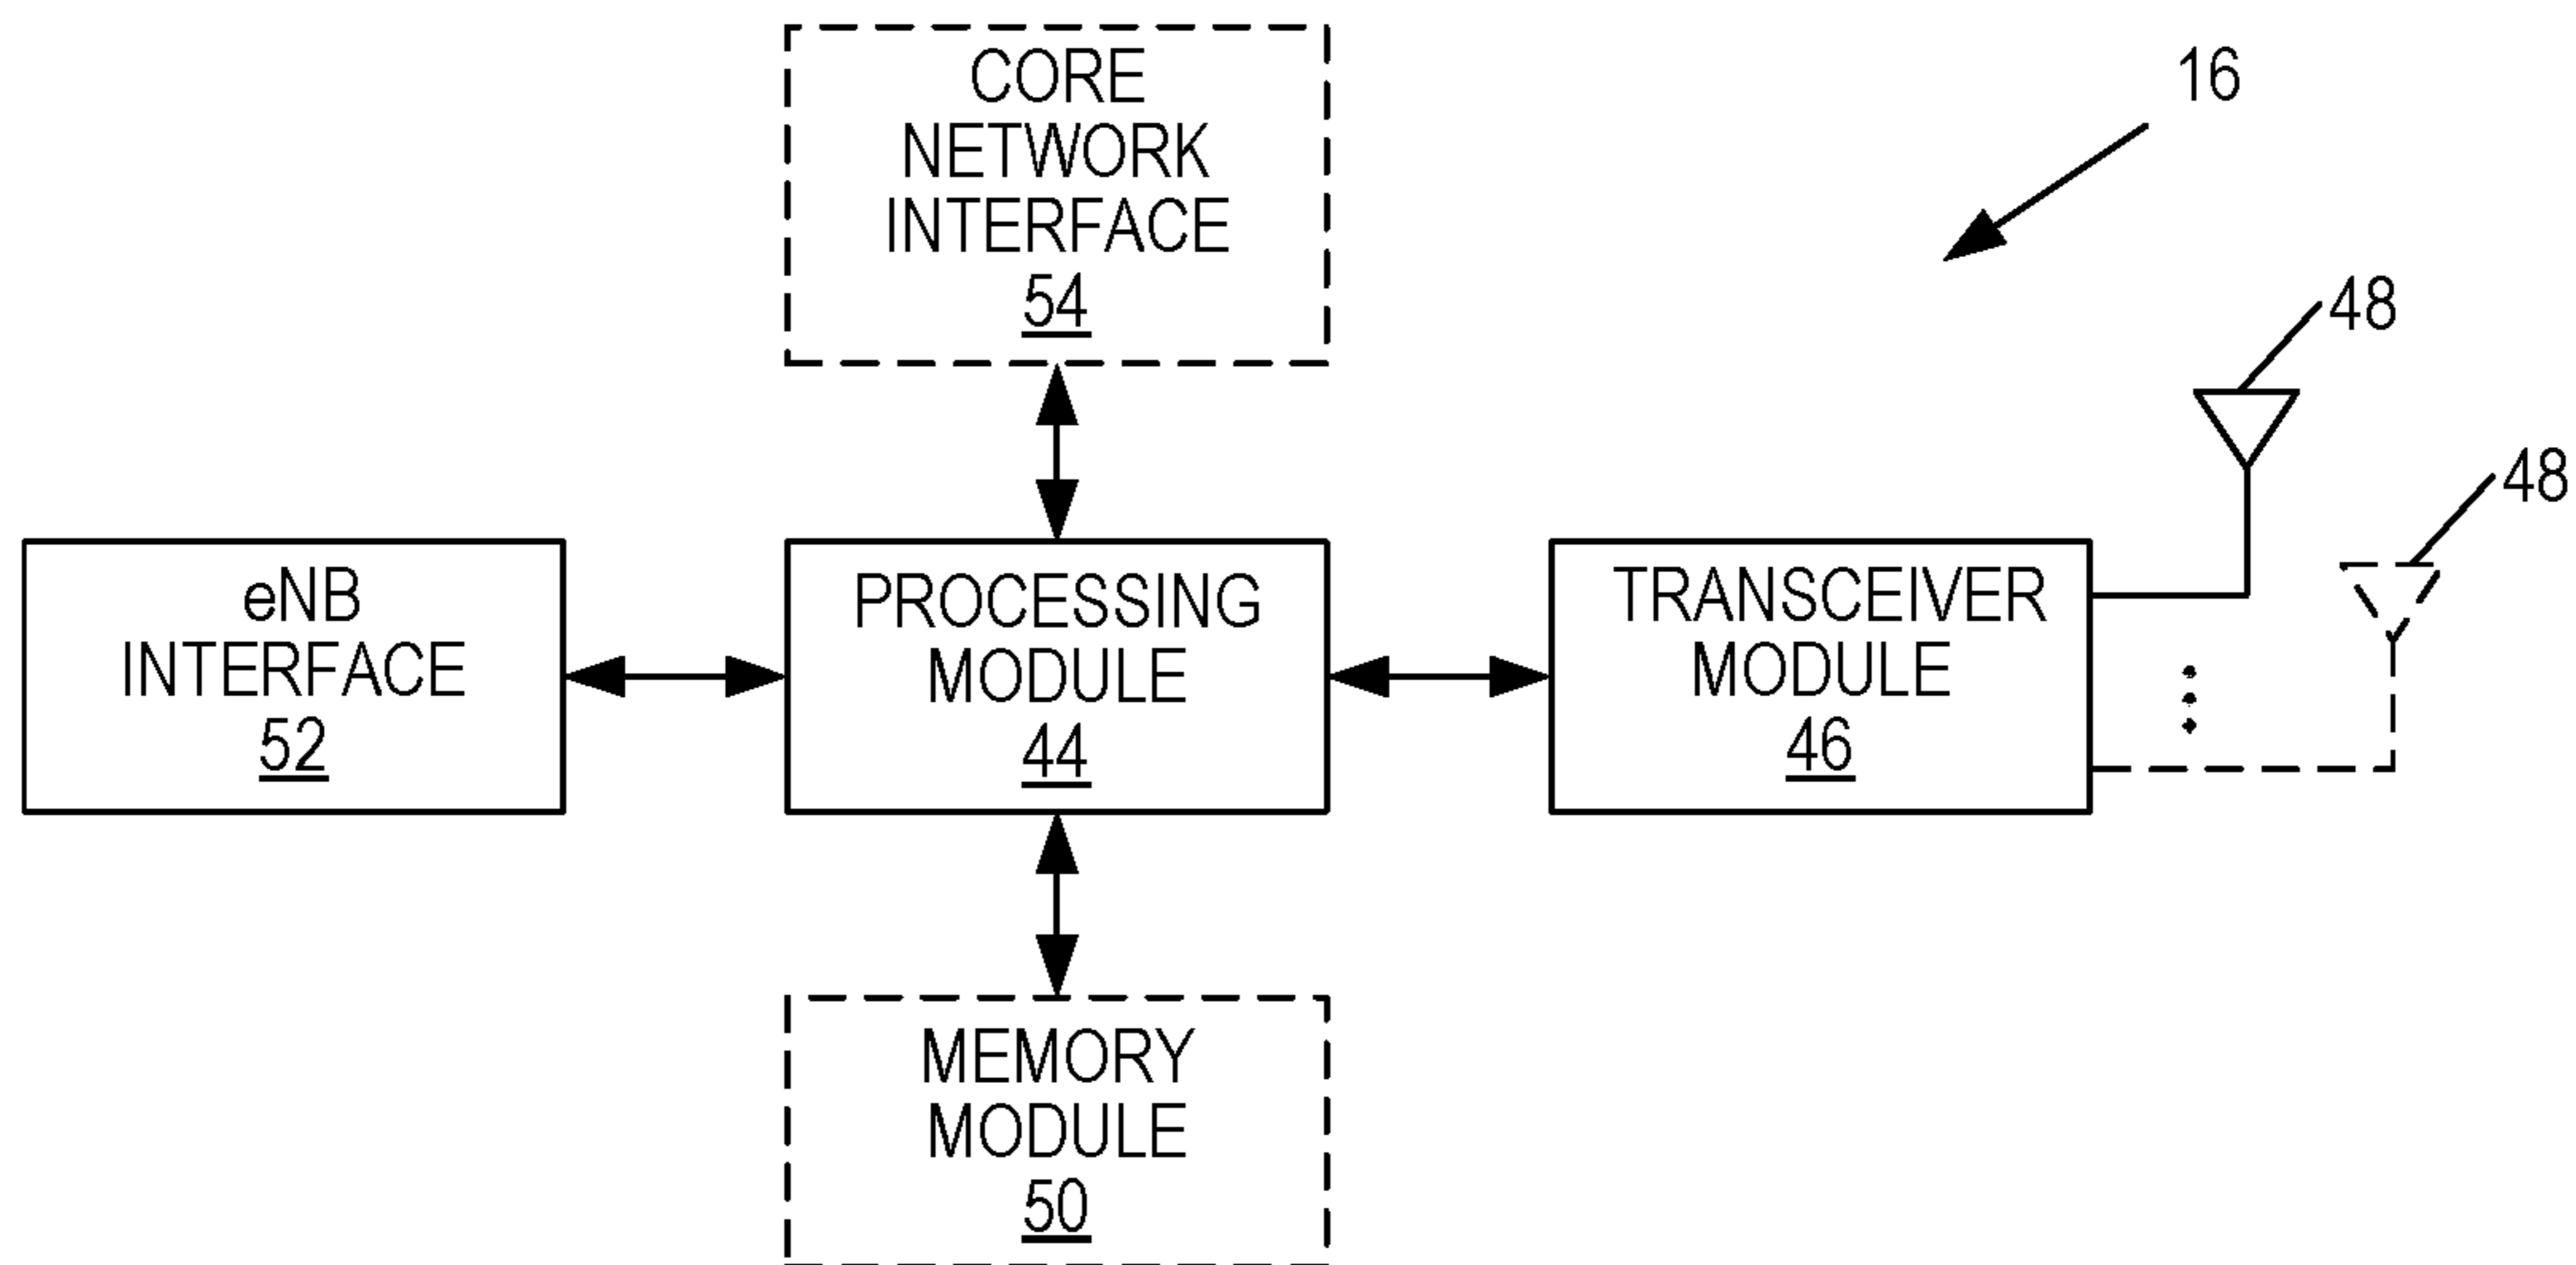 CORE
NETWORK
INTERFACE
54
16
48
48
eNB
INTERFACE
52
PROCESSING
MODULE
44
TRANSCEIVER
MODULE
46
MEMORY
MODULE
50